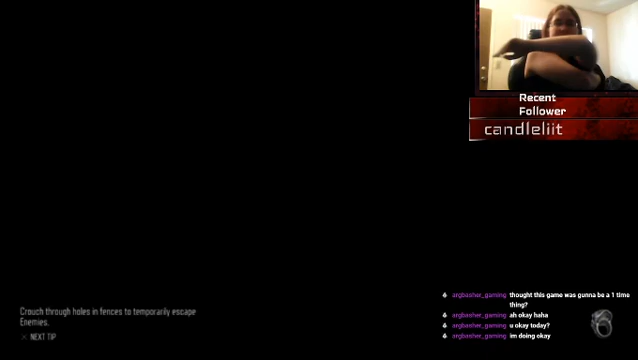 Recent
Follower
candleliit
argbasher_gaming thought this game was gunna be a 1 time
thing?
argbasher_gaming ah okay haha
argbasher_gaming u okay today?
argbasher_gaming im doing okay
Crouch through holes in fences to temporarily escape
Enemies.
× NEXT TIP